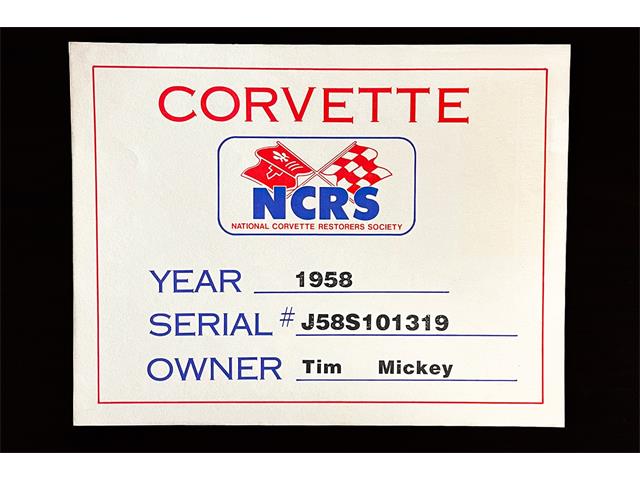 CORVETTE
NCRS
NATIONAL CORVETTE RESTORERS SOCIETY
YEAR 1958
SERIAL # J58S101319
OWNER Tim Mickey